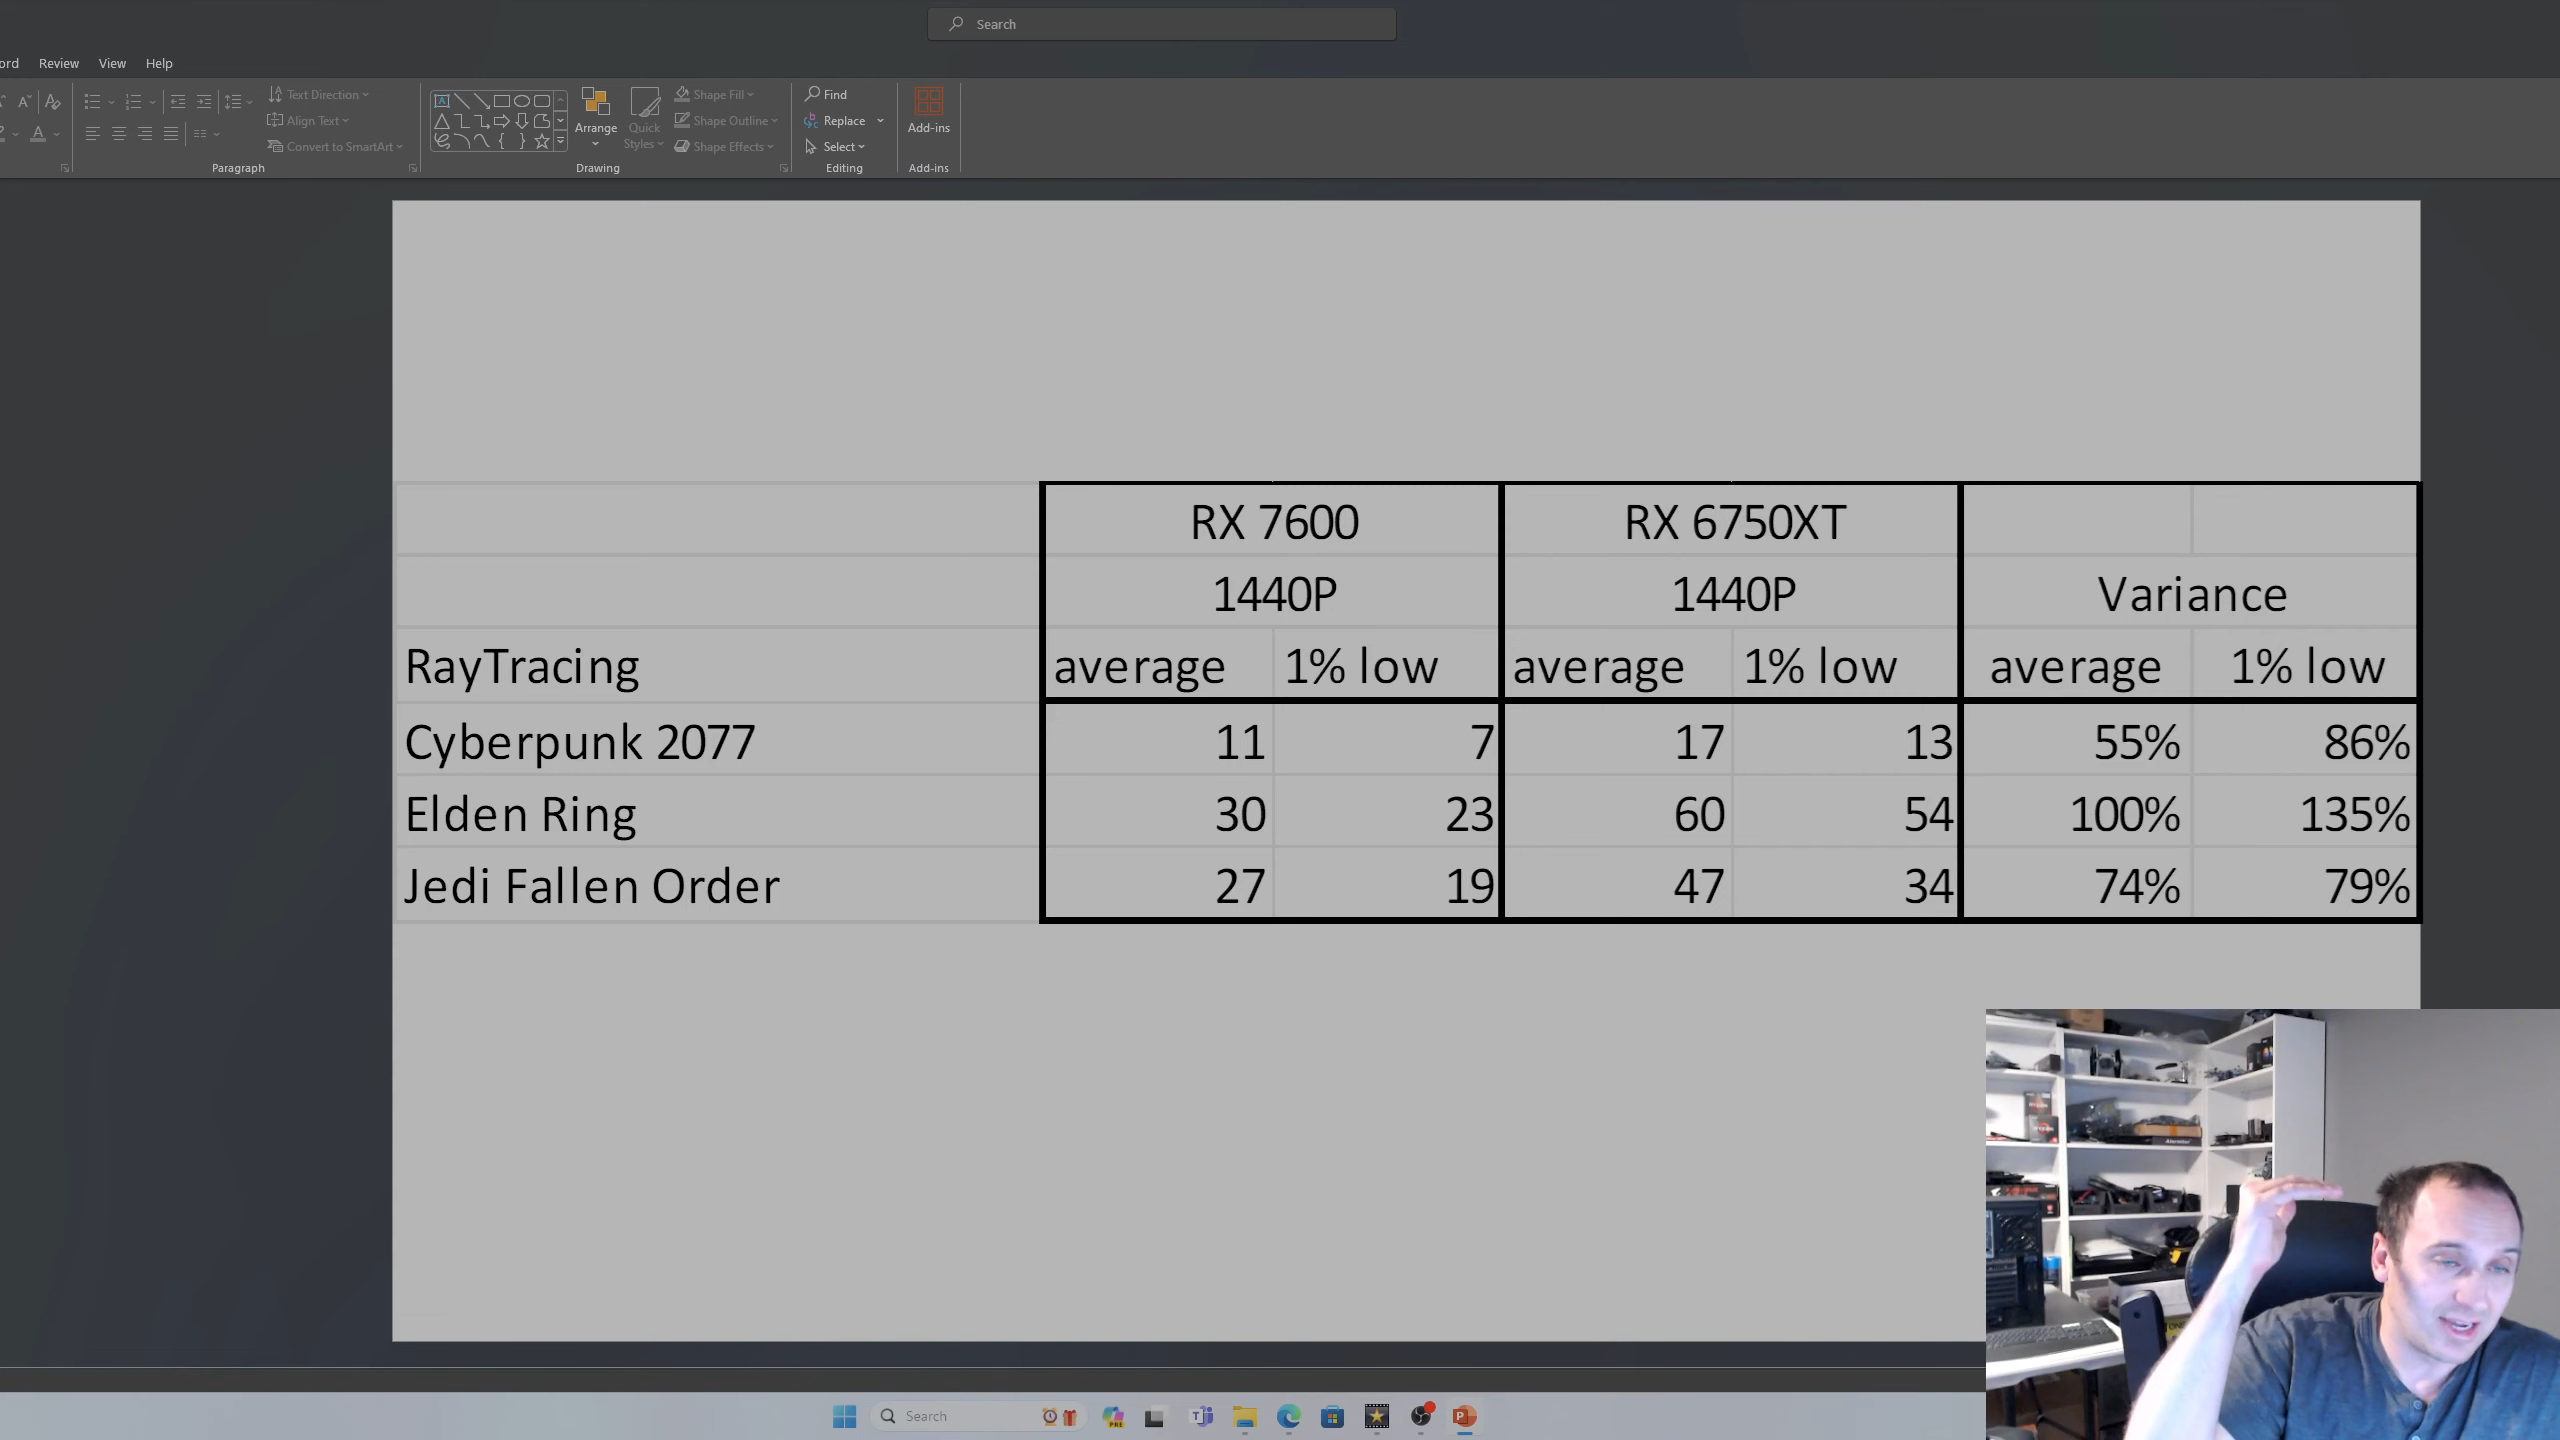 Search
ord Review View Help
Text Direction
Align Text
Convert to SmartArt
Paragraph
Arrange
Quick
Styles
Shape Fill
Shape Outline
Shape Effects
Drawing
Find
Replace
Select
Editing
Add-ins
Add-ins
RX 7600 RX 6750XT
1440P 1440P Variance
RayTracing average 1% low average 1% low average 1% low
Cyberpunk 2077 11 7 17 13 55% 86%
Elden Ring 30 23 60 54 100% 135%
Jedi Fallen Order 27 19 47 34 74% 79%
Search